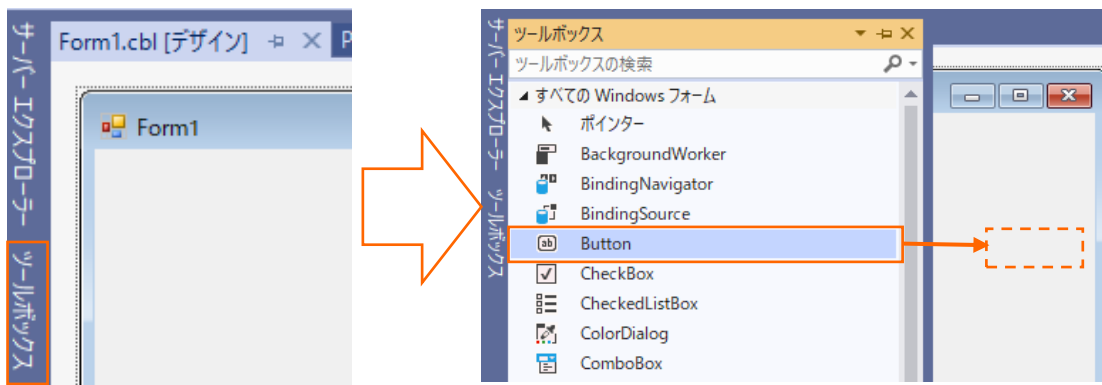 サーバー エクスプローラー
ツールボックス
Form1.cbl [デザイン]
P
Form1
サーバー エクスプローラー
ツールボックス
ツールボックス
ツールボックスの検索
すべての Windows フォーム
ポインター
BackgroundWorker
BindingNavigator
BindingSource
Button
CheckBox
CheckedListBox
ColorDialog
ComboBox